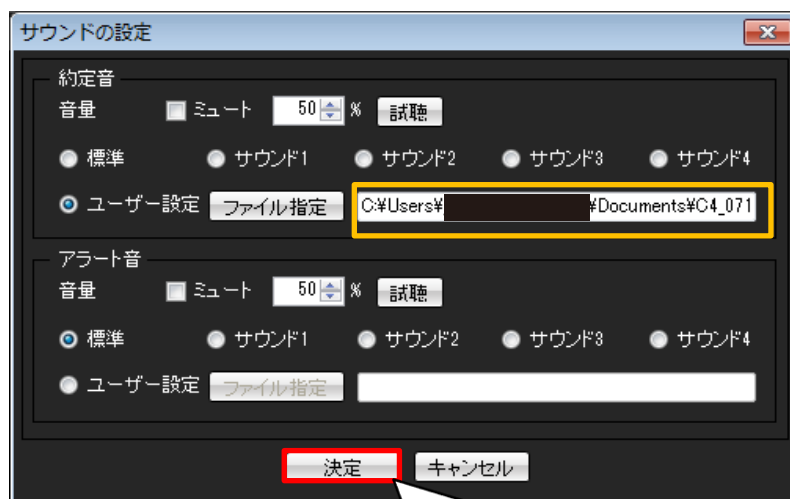 サウンドの設定
約定音
音量 ミュート 50 % 試聴
標準 サウンド1 サウンド2 サウンド3 サウンド4
ユーザー設定 ファイル指定 C:¥Users¥ ¥Documents¥C4_071
アラート音
音量 ミュート 50 % 試聴
標準 サウンド1 サウンド2 サウンド3 サウンド4
ユーザー設定 ファイル指定
決定 キャンセル